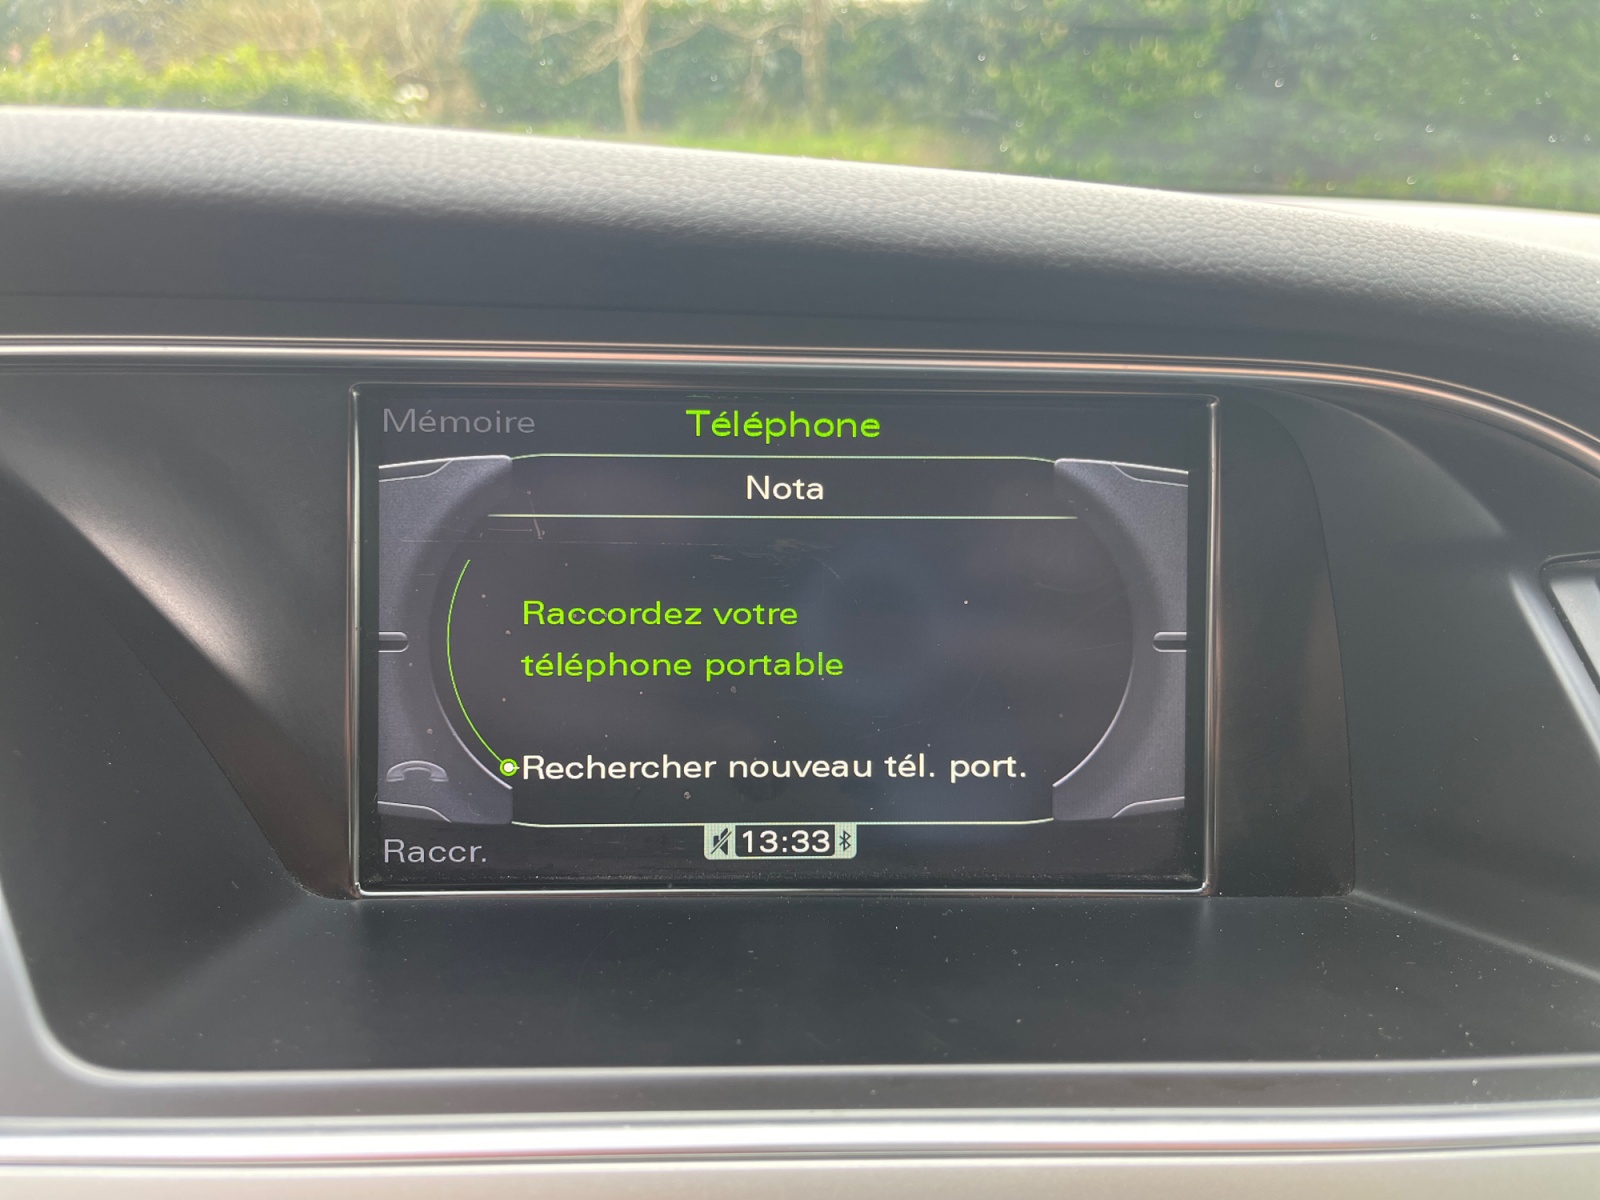 Mémoire
Téléphone
Nota
Raccordez votre
téléphone portable
Rechercher nouveau tél. port.
Raccr.
13:33